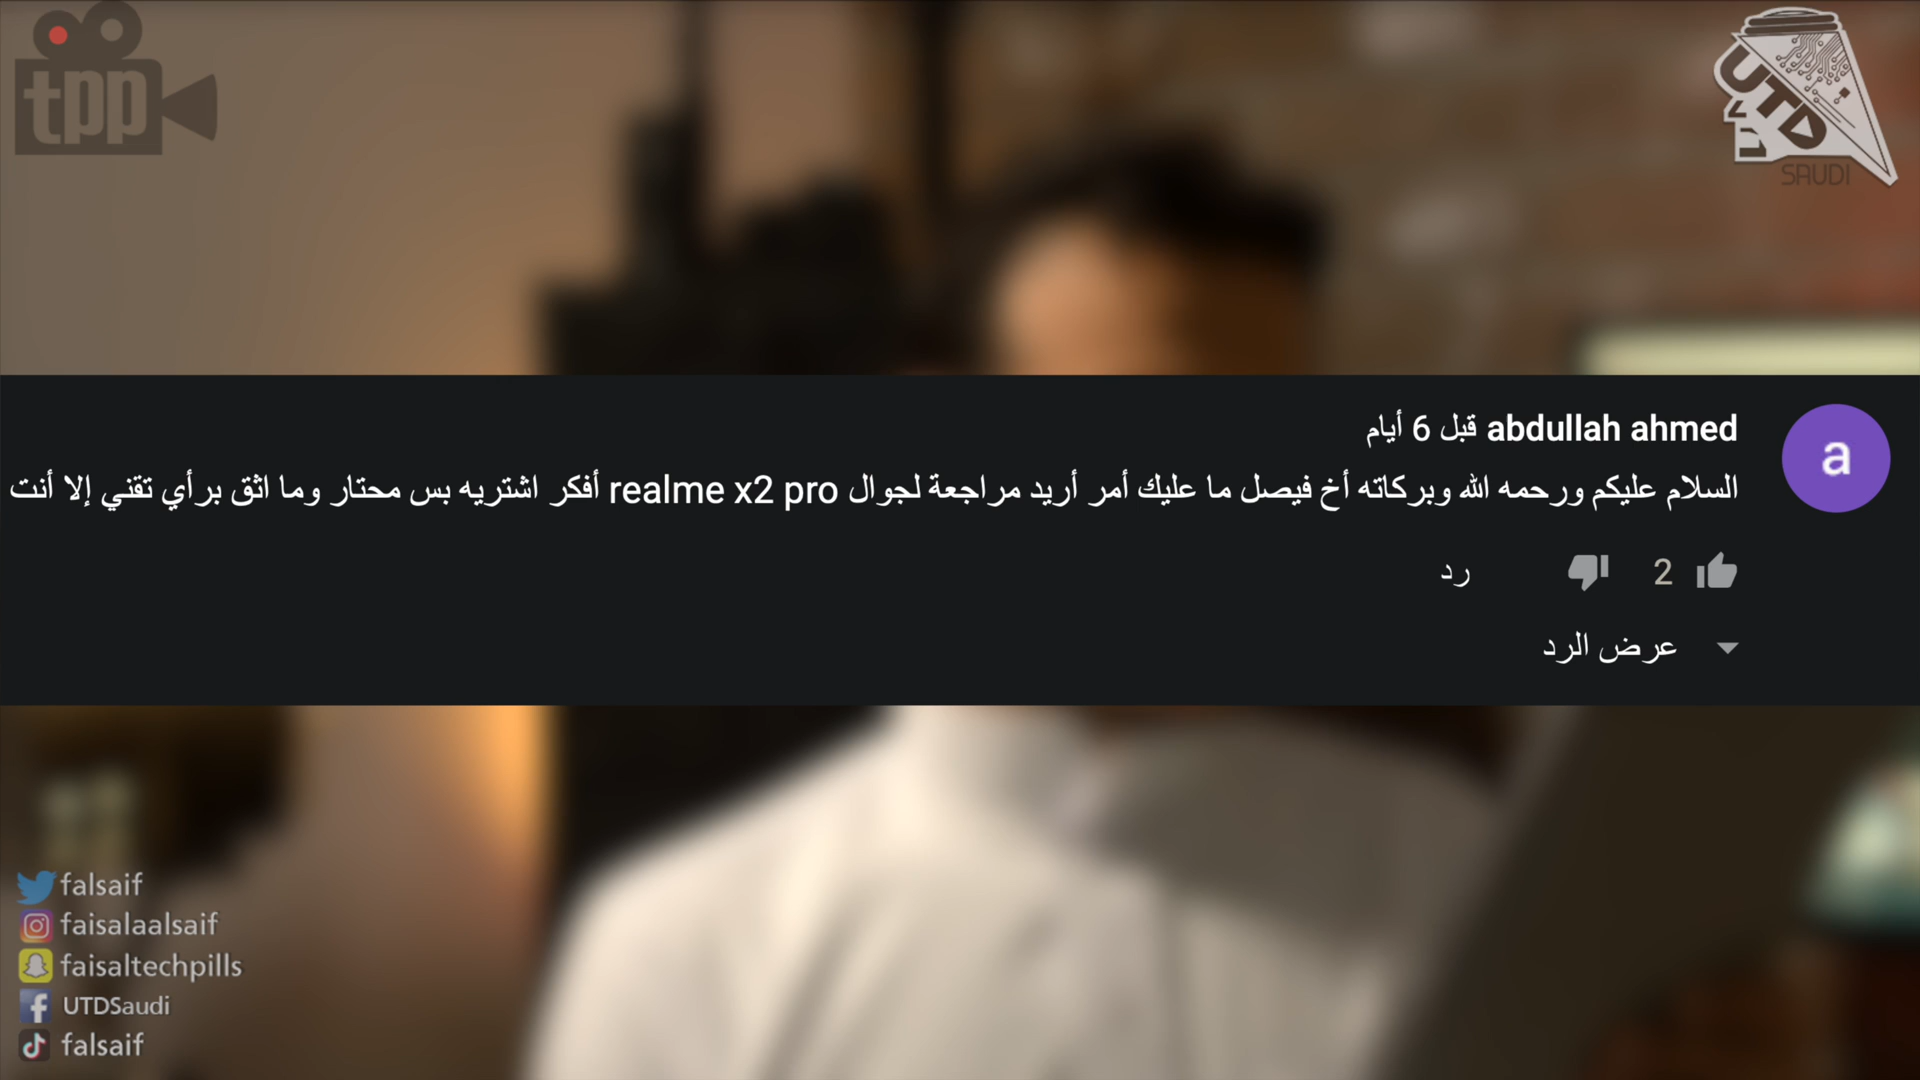 tpp
UTD
SAUDI
abdullah ahmed قبل 6 أيام
a
السلام عليكم ورحمه الله وبركاته أخ فيصل ما عليك أمر أريد مراجعة لجوال realme x2 pro أفكر اشتريه بس محتار وما اثق برأي تقني إلا أنت
2
رد
عرض الرد
falsaif
faisalaalsaif
faisaltechpills
UTDSaudi
falsaif